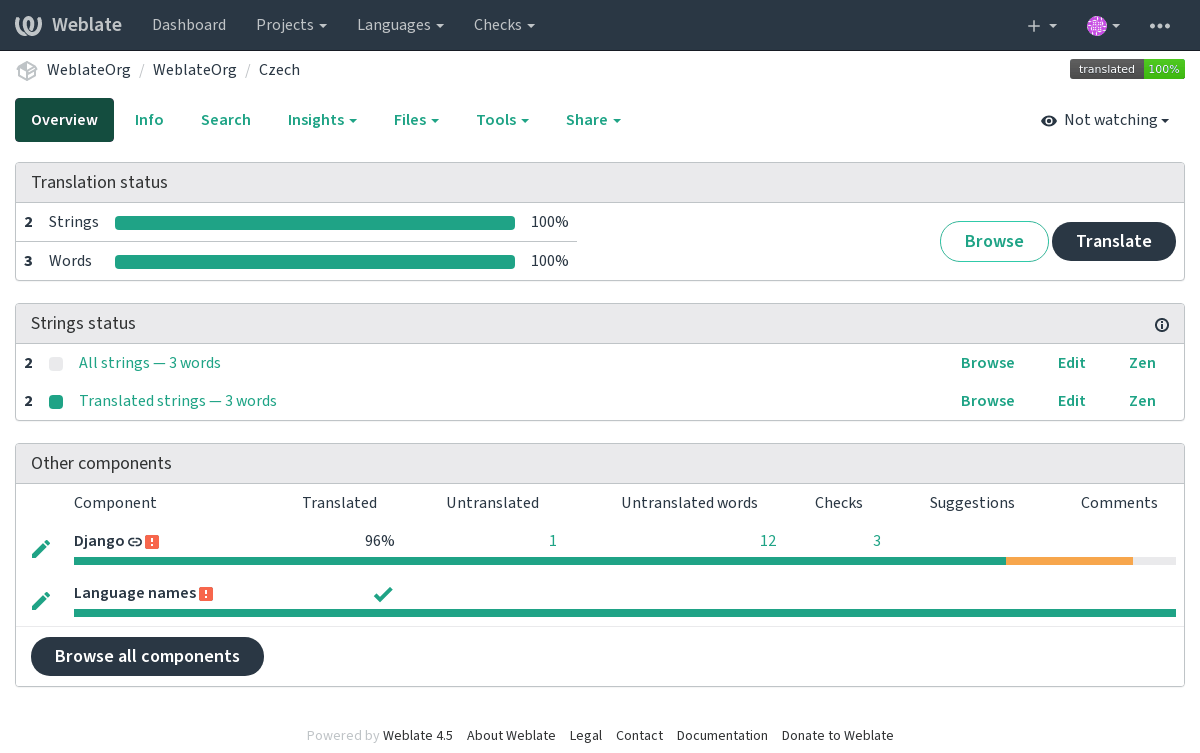 Weblate Dashboard Projects Languages Checks
WeblateOrg / WeblateOrg / Czech translated 100%
Overview Info Search Insights Files Tools Share Not watching
Translation status
2 Strings 100%
3 Words 100%
Browse Translate
Strings status
2 All strings — 3 words Browse Edit Zen
2 Translated strings — 3 words Browse Edit Zen
Other components
Component Translated Untranslated Untranslated words Checks Suggestions Comments
Django 96% 1 12 3
Language names
Browse all components
Powered by Weblate 4.5 About Weblate Legal Contact Documentation Donate to Weblate